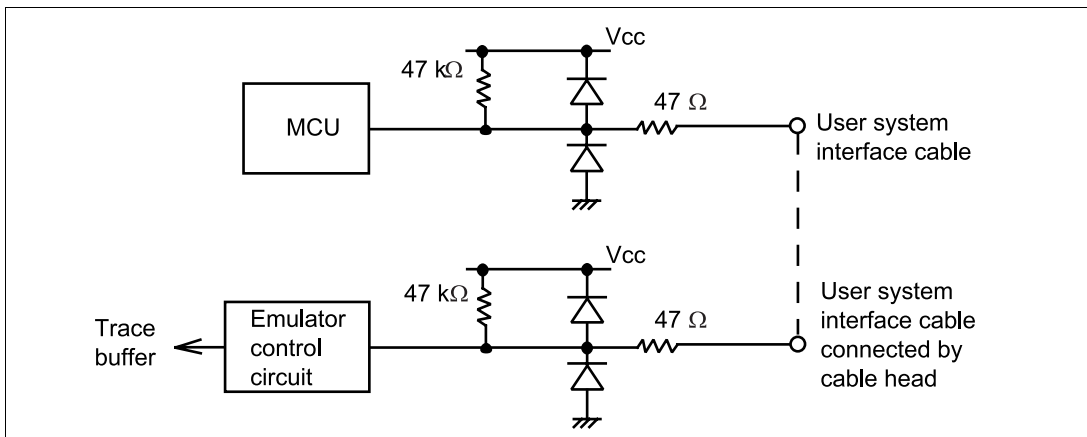 Vcc
47 kΩ
47 Ω
MCU
User system
interface cable
Vcc
47 kΩ
47 Ω
Trace
buffer
Emulator
control
circuit
User system
interface cable
connected by
cable head